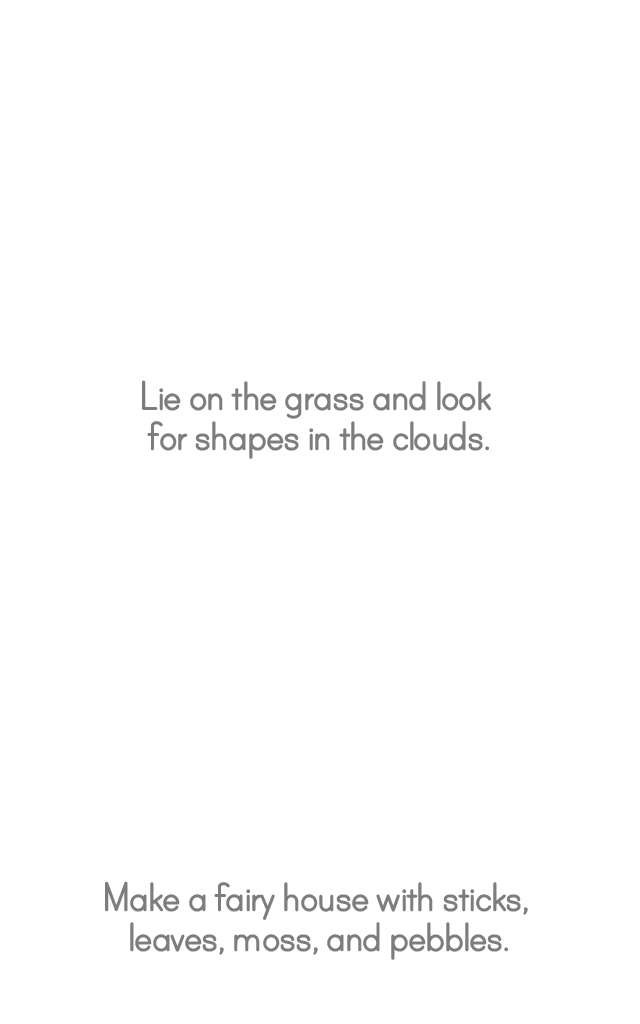 Lie on the grass and look
for shapes in the clouds.
Make a fairy house with sticks,
leaves, moss, and pebbles.